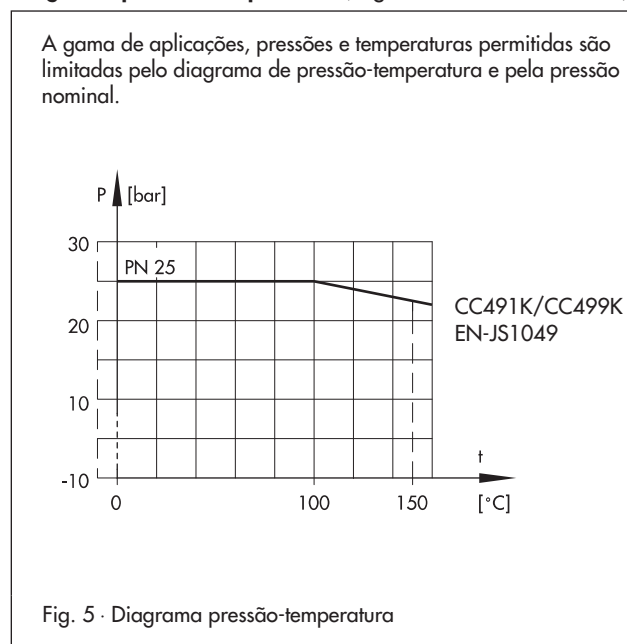 A gama de aplicações, pressões e temperaturas permitidas são
limitadas pelo diagrama de pressão-temperatura e pela pressão
nominal.
P [bar]
30
PN 25
CC491K/CC499K
20
EN-JS1049
10
t
-10
0 100 150 [°C]
Fig. 5 · Diagrama pressão-temperatura